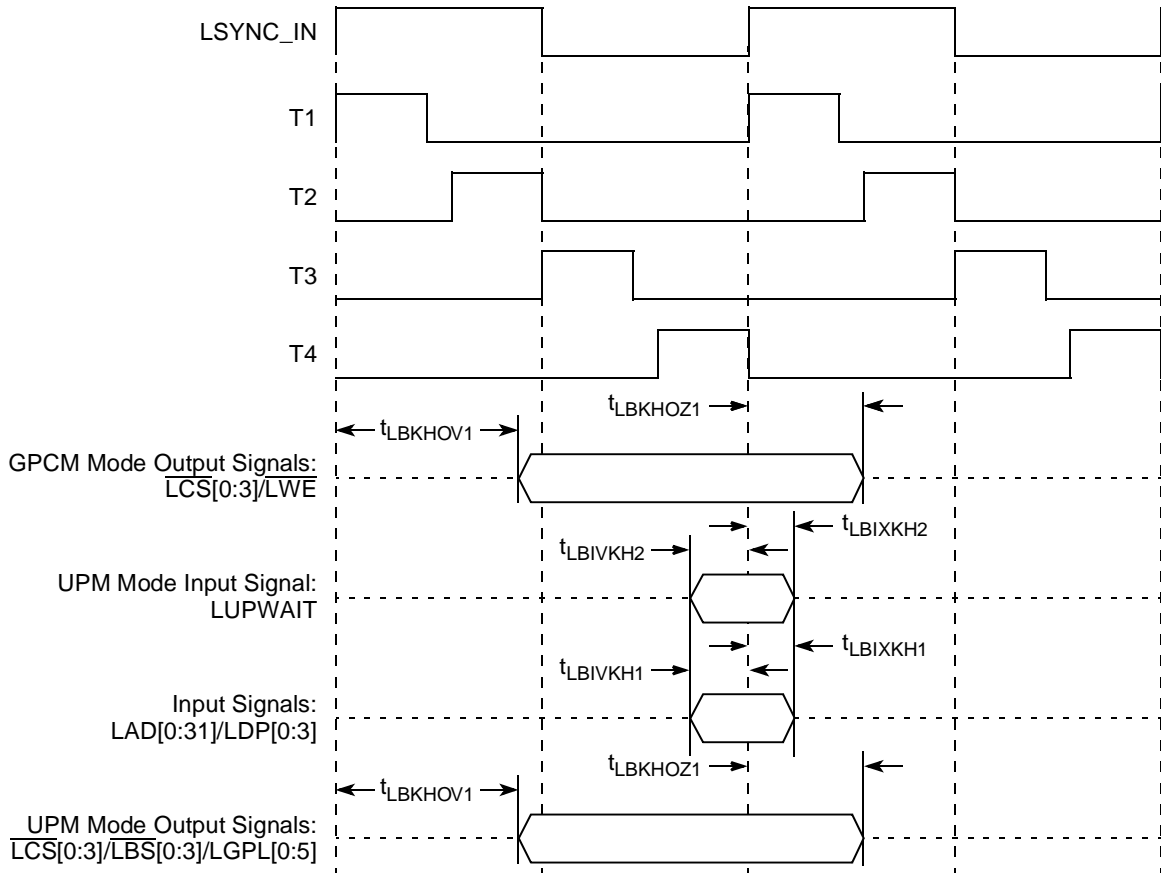 LSYNC_IN
T1
T2
T3
T4
tLBKHOZ1
tLBKHOV1
GPCM Mode Output Signals:
LCS[0:3]/LWE
tLBIXKH2
tLBIVKH2
UPM Mode Input Signal:
LUPWAIT
tLBIXKH1
tLBIVKH1
Input Signals:
LAD[0:31]/LDP[0:3]
tLBKHOZ1
tLBKHOV1
UPM Mode Output Signals:
LCS[0:3]/LBS[0:3]/LGPL[0:5]